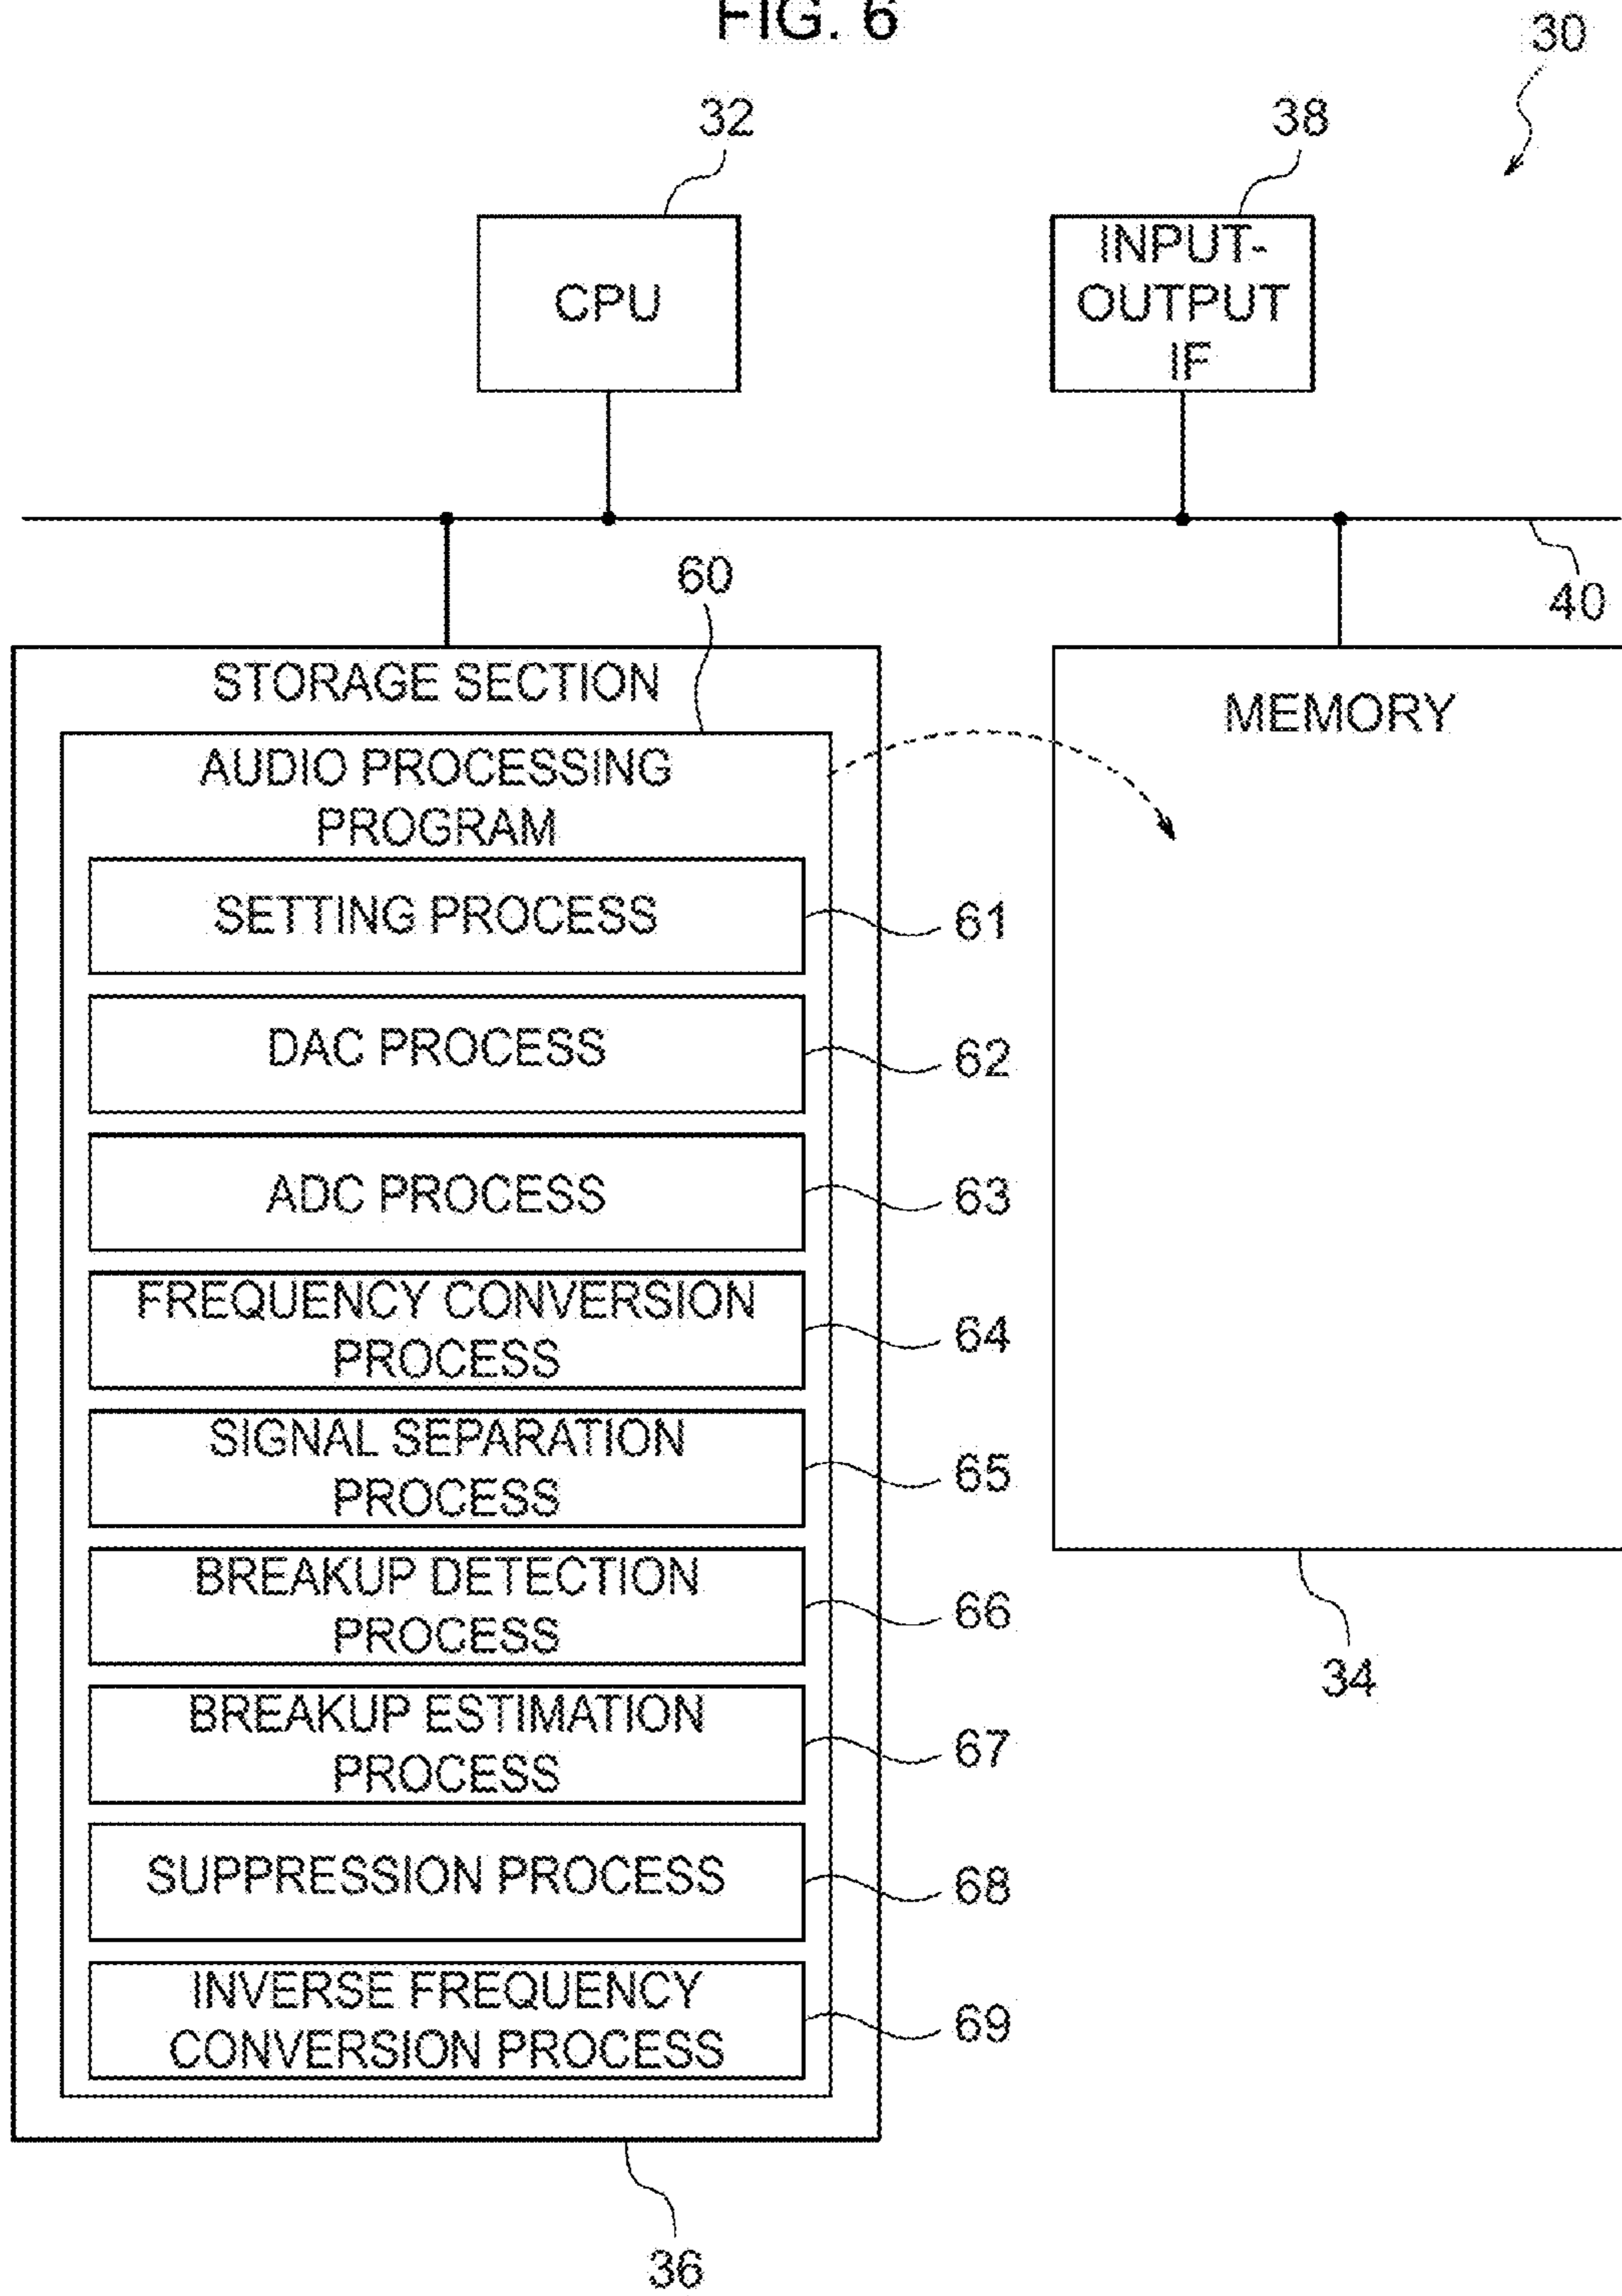 FIG. 6
30
32
38
CPU
INPUT-
OUTPUT
IF
40
60
STORAGE SECTION
MEMORY
AUDIO PROCESSING
PROGRAM
SETTING PROCESS
61
DAC PROCESS
62
ADC PROCESS
63
FREQUENCY CONVERSION
PROCESS
64
SIGNAL SEPARATION
PROCESS
65
BREAKUP DETECTION
PROCESS
66
34
BREAKUP ESTIMATION
PROCESS
67
SUPPRESSION PROCESS
68
INVERSE FREQUENCY
CONVERSION PROCESS
69
36